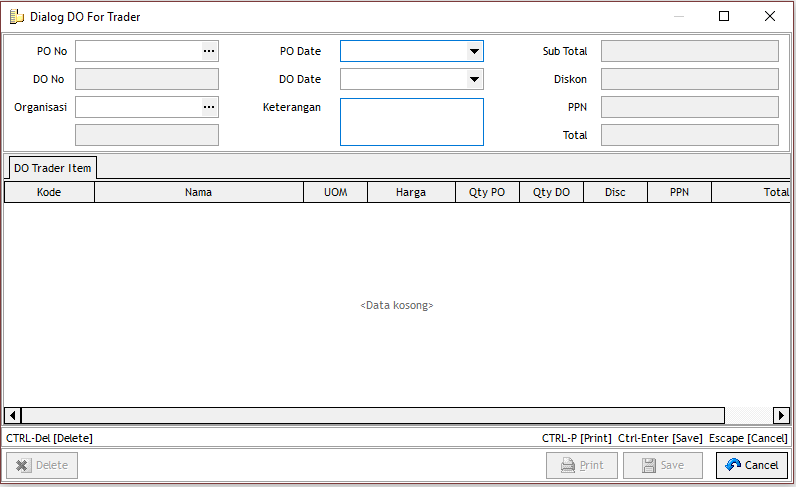 Dialog DO For Trader
PO No ... PO Date Sub Total
DO No DO Date Diskon
Organisasi ... Keterangan PPN
Total
DO Trader Item
Kode Nama UOM Harga Qty PO Qty DO Disc PPN Total
<Data kosong>
CTRL-Del [Delete] CTRL-P [Print] Ctrl-Enter [Save] Escape [Cancel]
Delete Print Save Cancel